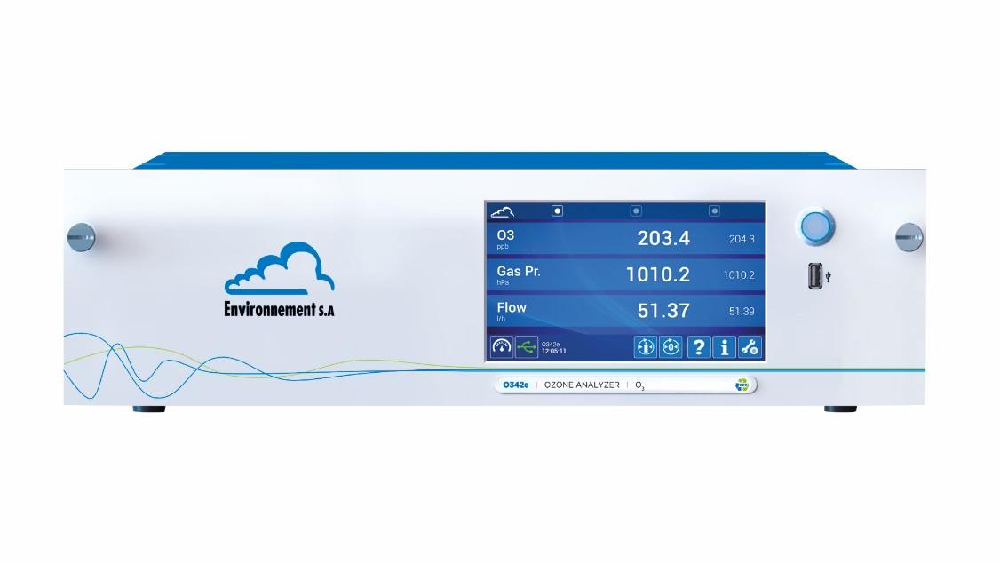 Environnement s.a
O3 203.4 204.3
ppb
Gas Pr. 1010.2 1010.2
hPa
Flow 51.37 51.39
l/h
O342e
12:05:11
O342e | OZONE ANALYZER | O3